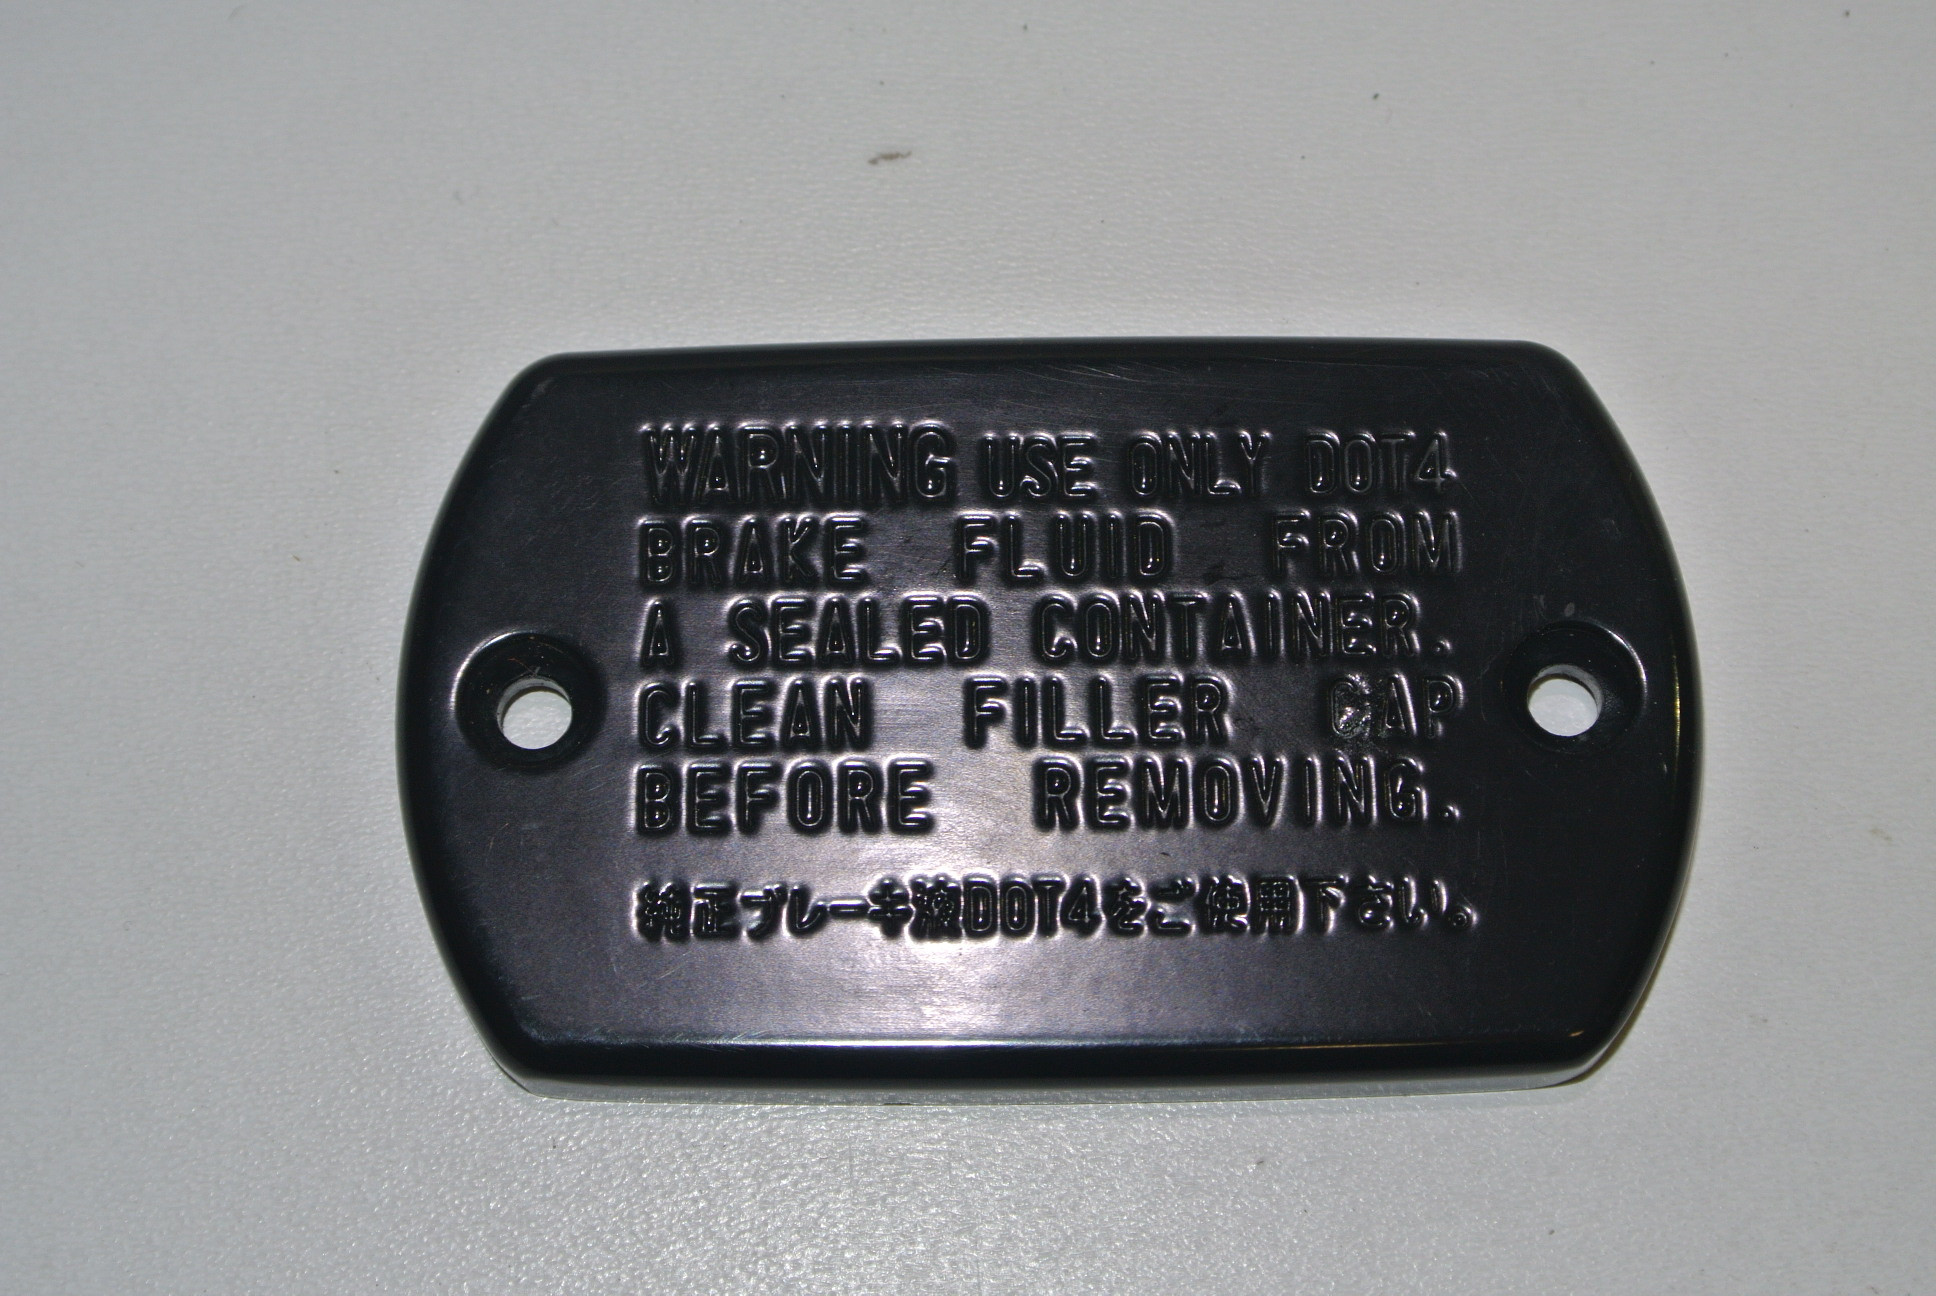 WARNING USE ONLY DOT4
BRAKE FLUID FROM
A SEALED CONTAINER.
CLEAN FILLER CAP
BEFORE REMOVING.
純正ブレーキ液DOT4をご使用下さい。